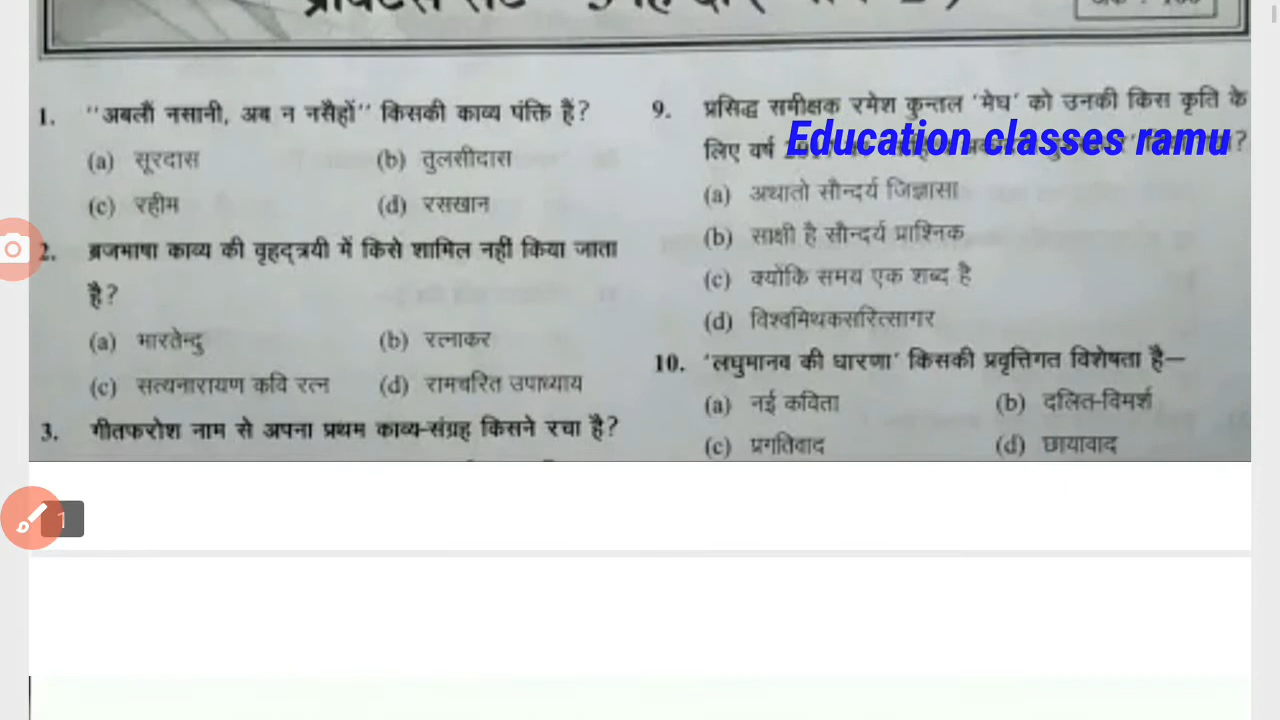 1. "अबलौं नसानी, अब न नसैहों" किसकी काव्य पंक्ति है?
(a) सूरदास (b) तुलसीदास
(c) रहीम (d) रसखान
2. ब्रजभाषा काव्य की वृहद्त्रयी में किसे शामिल नहीं किया जाता
है?
(a) भारतेन्दु (b) रत्नाकर
(c) सत्यनारायण कवि रत्न (d) रामचरित उपाध्याय
3. गीतफरोश नाम से अपना प्रथम काव्य-संग्रह किसने रचा है?
9. प्रसिद्ध समीक्षक रमेश कुन्तल 'मेघ' को उनकी किस कृति के
Education classes ramu
लिए वर्ष
(a) अथातो सौन्दर्य जिज्ञासा
(b) साक्षी है सौन्दर्य प्राश्निक
(c) क्योंकि समय एक शब्द है
(d) विश्वमिथकसरित्सागर
10. 'लघुमानव की धारणा' किसकी प्रवृत्तिगत विशेषता है—
(a) नई कविता (b) दलित-विमर्श
(c) प्रगतिवाद (d) छायावाद
1